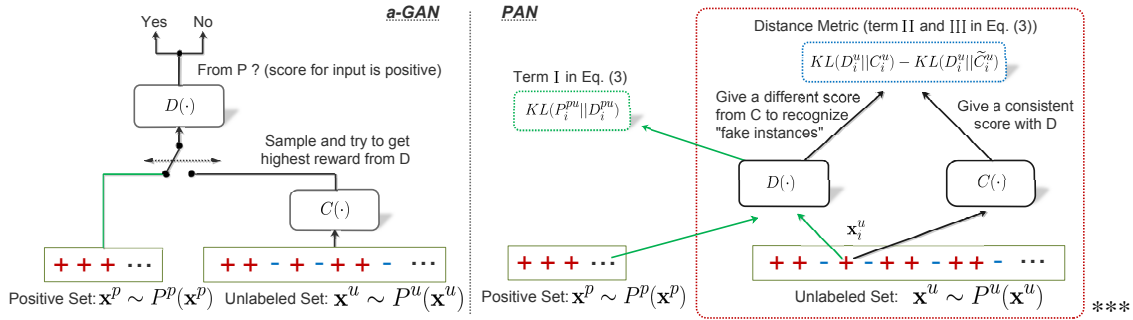 a-GAN
Yes No
From P ? (score for input is positive)
D(·)
Sample and try to get
highest reward from D
C(·)
+ + + ···
+ + - + - + + - ···
Positive Set: x^p ∼ P^p(x^p)
Unlabeled Set: x^u ∼ P^u(x^u)
PAN
Distance Metric (term II and III in Eq. (3))
KL(D_i^u||C_i^u) − KL(D_i^u||C̃_i^u)
Term I in Eq. (3)
KL(P_i^{pu}||D_i^{pu})
Give a different score
from C to recognize
"fake instances"
Give a consistent
score with D
D(·)
C(·)
x_i^u
+ + + ···
+ + - + - + + - + + - ···
Positive Set: x^p ∼ P^p(x^p)
Unlabeled Set: x^u ∼ P^u(x^u)
***